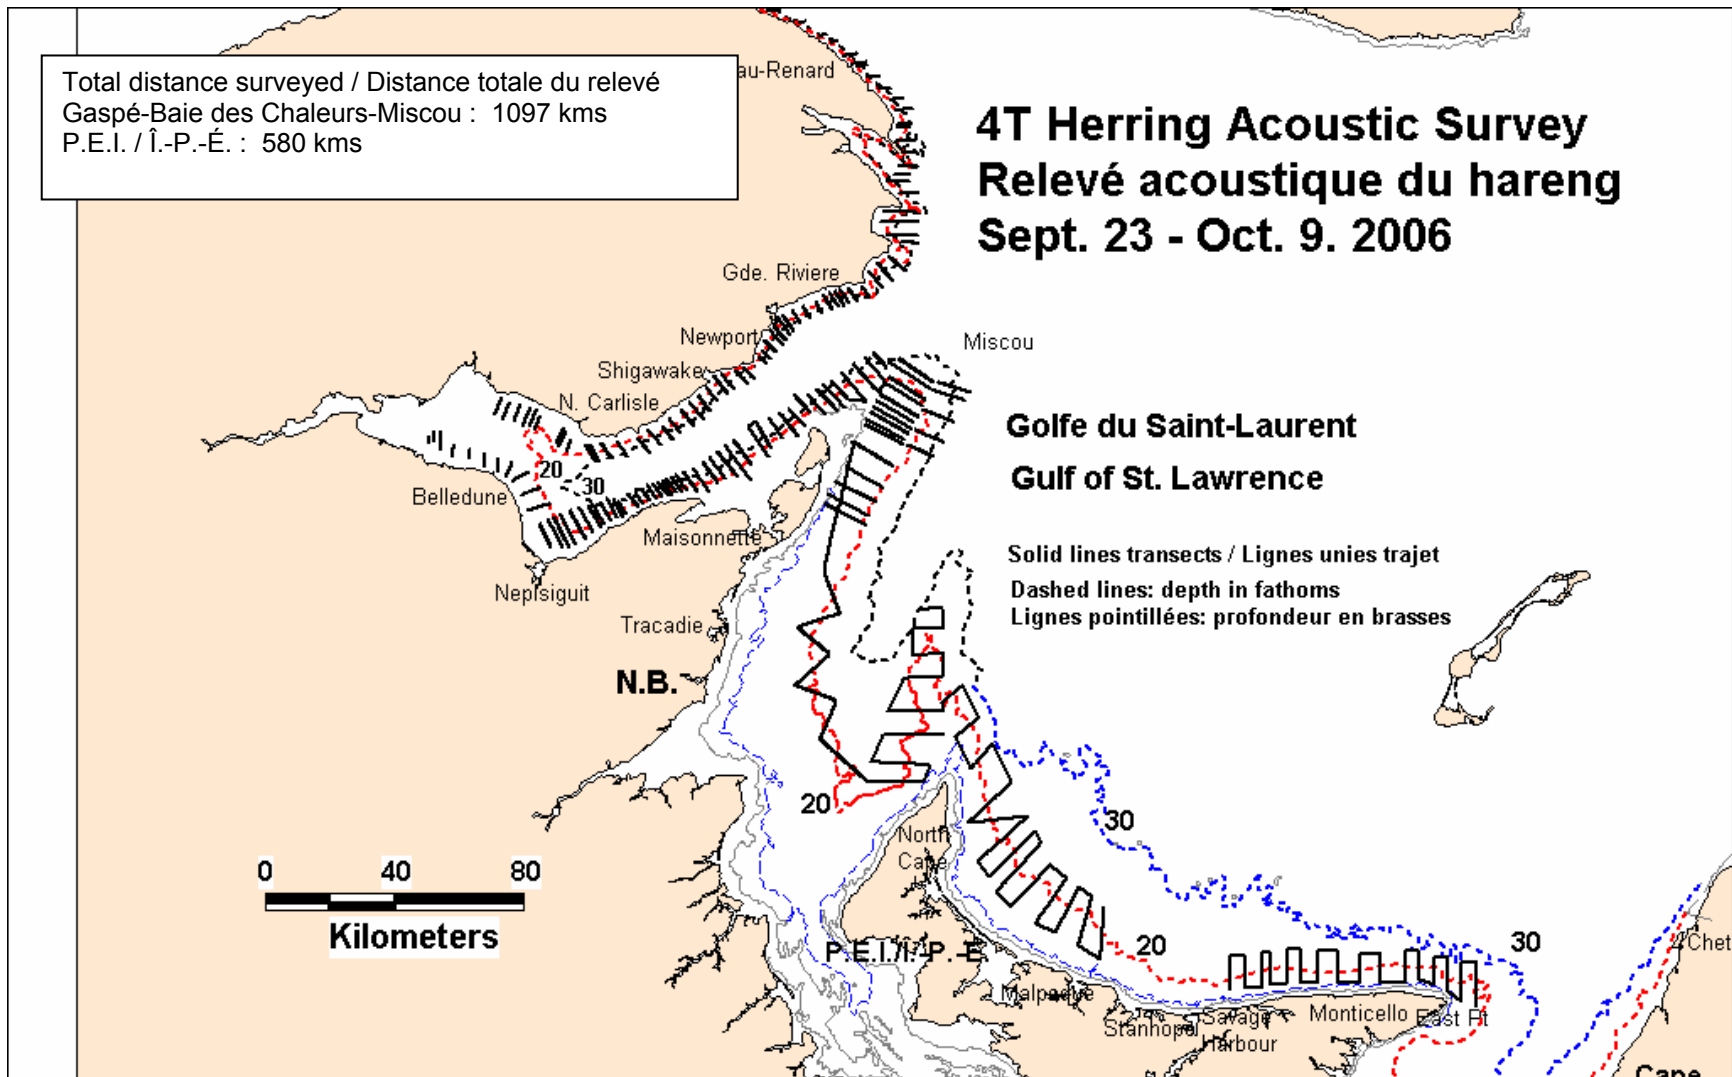 Total distance surveyed / Distance totale du relevé
Gaspé-Baie des Chaleurs-Miscou : 1097 kms
P.E.I. / Î.-P.-É. : 580 kms
au-Renard
4T Herring Acoustic Survey
Relevé acoustique du hareng
Sept. 23 - Oct. 9. 2006
Gde. Riviere
Newport
Miscou
Shigawake
N. Carlisle
Golfe du Saint-Laurent
Gulf of St. Lawrence
20
30
Belledune
Maisonnette
Solid lines transects / Lignes unies trajet
Dashed lines: depth in fathoms
Lignes pointillées: profondeur en brasses
Nepisiguit
Tracadie
N.B.
20
30
North
Cape
0 40 80
Kilometers
P.E.I./I.-P.-E.
20
30
Chet
Malpeque
Stanhope
Savage
Harbour
Monticello
East Pt
Cape